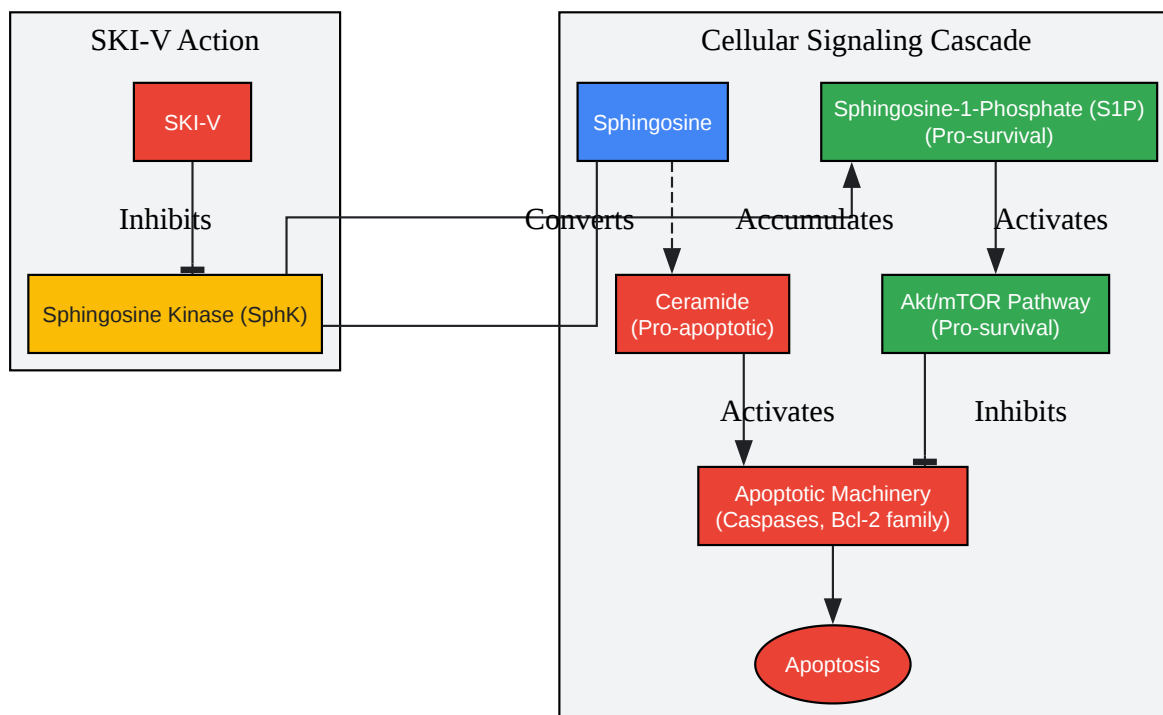 SKI-V Action
Cellular Signaling Cascade
SKI-V
Sphingosine
Sphingosine-1-Phosphate (S1P)
(Pro-survival)
Inhibits
Converts
Accumulates
Activates
Sphingosine Kinase (SphK)
Ceramide
(Pro-apoptotic)
Akt/mTOR Pathway
(Pro-survival)
Activates
Inhibits
Apoptotic Machinery
(Caspases, Bcl-2 family)
Apoptosis